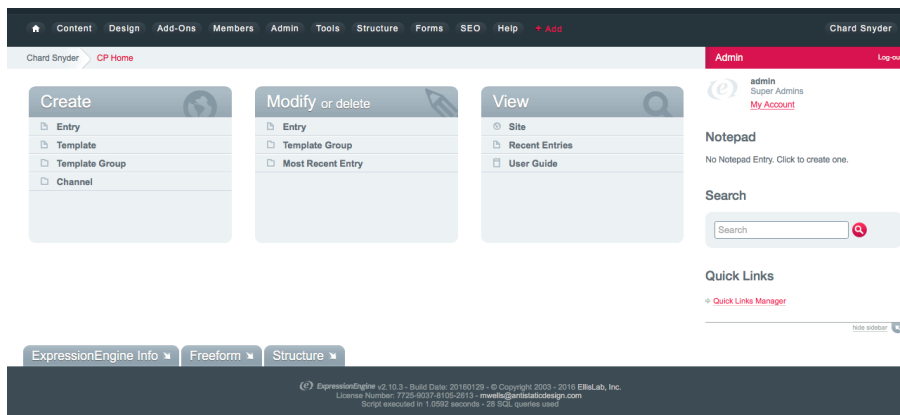 Content Design Add-Ons Members Admin Tools Structure Forms SEO Help + Add Chard Snyder
Chard Snyder CP Home
Admin Log-ou
admin
Super Admins
My Account
Create
Entry
Template
Template Group
Channel
Modify or delete
Entry
Template Group
Most Recent Entry
View
Site
Recent Entries
User Guide
Notepad
No Notepad Entry. Click to create one.
Search
Search
Quick Links
Quick Links Manager
hide sidebar
ExpressionEngine Info Freeform Structure
(e) ExpressionEngine v2.10.3 - Build Date: 20160129 - © Copyright 2003 - 2016 EllisLab, Inc.
License Number: 7725-9037-6105-2613 - mwells@antistaticdesign.com
Script executed in 1.0592 seconds - 28 SQL queries used